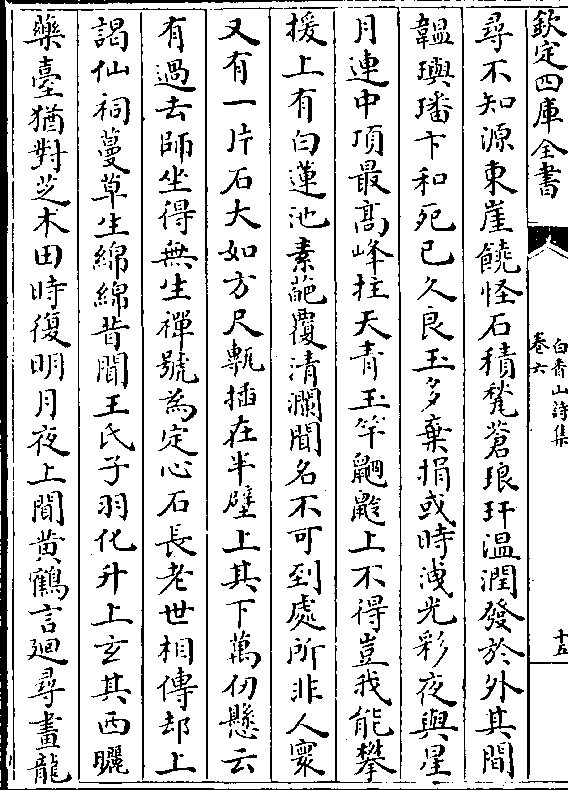 欽定四庫全書
白香山詩集
卷六
十五
尋不知源東崖饒怪石積甃蒼琅玕温潤發於外其間
韞璵璠卞和死已久良玉多棄捐或時洩光彩夜與星
月連中項最高峰拄天青玉竿䶄䶈上不得豈我能攀
援上有白蓮池素葩覆清瀾聞名不可到處所非人寰
又有一片石大如方尺甎插在半壁上其下萬仞懸云
有過去師坐得無生禪號為定心石長老世相傳却上
謁仙祠蔓草生綿綿昔聞王氏子羽化升上玄其西曬
藥臺猶對芝术田時復明月夜上聞黄鶴言廻尋畫龍